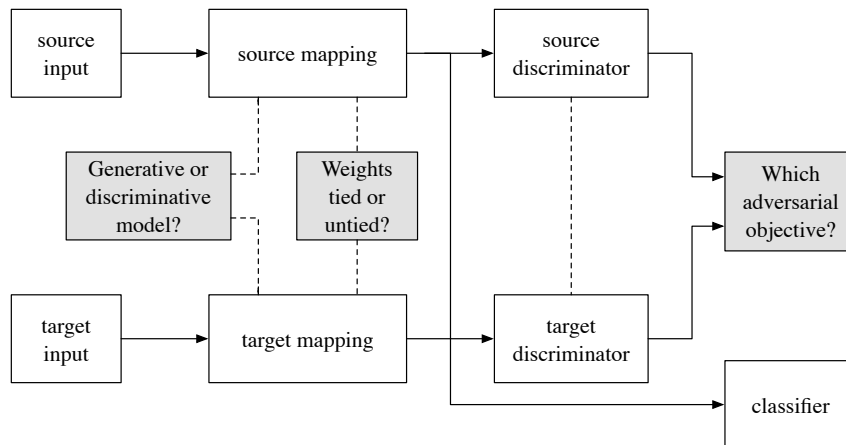 source
input
source mapping
source
discriminator
Generative or
discriminative
model?
Weights
tied or
untied?
Which
adversarial
objective?
target
input
target mapping
target
discriminator
classifier